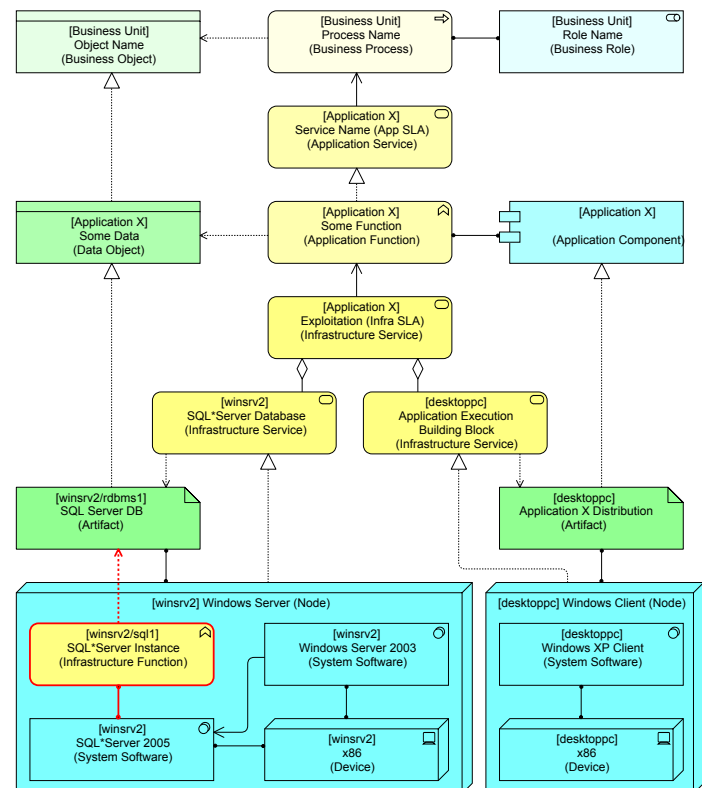 [Business Unit]
Object Name
(Business Object)
[Business Unit]
Process Name
(Business Process)
[Business Unit]
Role Name
(Business Role)
[Application X]
Service Name (App SLA)
(Application Service)
[Application X]
Some Data
(Data Object)
[Application X]
Some Function
(Application Function)
[Application X]
(Application Component)
[Application X]
Exploitation (Infra SLA)
(Infrastructure Service)
[winsrv2]
SQL*Server Database
(Infrastructure Service)
[desktoppc]
Application Execution
Building Block
(Infrastructure Service)
[winsrv2/rdbms1]
SQL Server DB
(Artifact)
[desktoppc]
Application X Distribution
(Artifact)
[winsrv2] Windows Server (Node)
[winsrv2/sql1]
SQL*Server Instance
(Infrastructure Function)
[winsrv2]
Windows Server 2003
(System Software)
[winsrv2]
SQL*Server 2005
(System Software)
[winsrv2]
x86
(Device)
[desktoppc] Windows Client (Node)
[desktoppc]
Windows XP Client
(System Software)
[desktoppc]
x86
(Device)